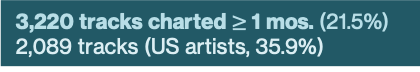 3,220 tracks charted ≥ 1 mos. (21.5%)
2,089 tracks (US artists, 35.9%)